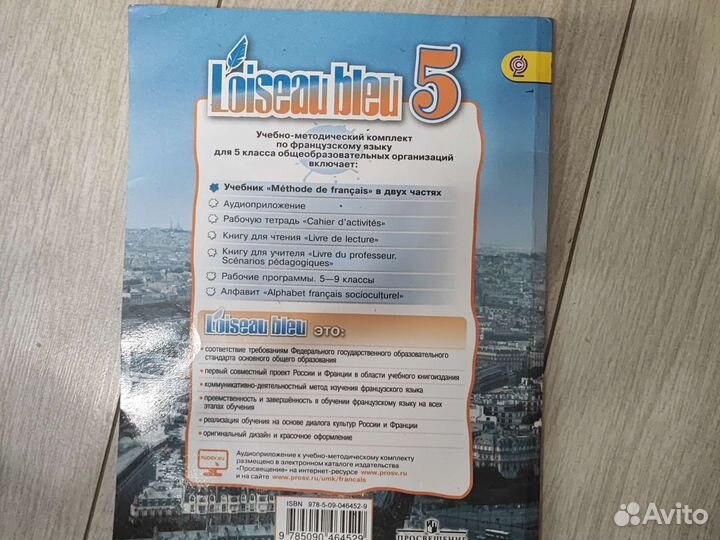 L'oiseau bleu 5
Учебно-методический комплект
по французскому языку
для 5 класса общеобразовательных организаций
включает:
Учебник «Méthode de français» в двух частях
Аудиоприложение
Рабочую тетрадь «Cahier d'activités»
Книгу для чтения «Livre de lecture»
Книгу для учителя «Livre du professeur.
Scénarios pédagogiques»
Рабочие программы. 5—9 классы
Алфавит «Alphabet français socioculturel»
L'oiseau bleu это:
• соответствие требованиям Федерального государственного образовательного
стандарта основного общего образования
• первый совместный проект России и Франции в области учебного книгоиздания
• коммуникативно-деятельностный метод изучения французского языка
• преемственность и завершённость в обучении французскому языку на всех
этапах обучения
• реализация обучения на основе диалога культур России и Франции
• оригинальный дизайн и красочное оформление
Аудиоприложение к учебно-методическому комплекту
размещено в электронном каталоге издательства
«Просвещение» на интернет-ресурсе www.prosv.ru
и на сайте www.prosv.ru/umk/francais
ISBN 978-5-09-046452-9
9 785090 464529
ПРОСВЕЩЕНИЕ
Avito